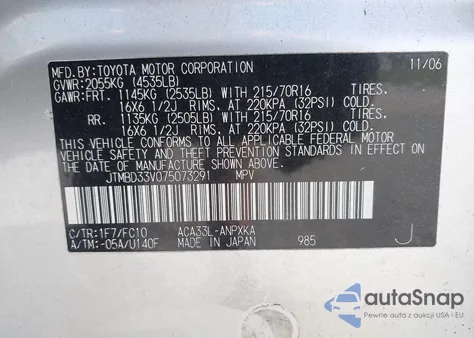 MFD.BY:TOYOTA MOTOR CORPORATION 11/06
GVWR:2055KG (4535LB)
GAWR:FRT. 1145KG (2535LB) WITH 215/70R16 TIRES.
16X6 1/2J RIMS. AT 220KPA (32PSI) COLD.
RR. 1135KG (2505LB) WITH 215/70R16 TIRES.
16X6 1/2J RIMS. AT 220KPA (32PSI) COLD.
THIS VEHICLE CONFORMS TO ALL APPLICABLE FEDERAL MOTOR
VEHICLE SAFETY AND THEFT PREVENTION STANDARDS IN EFFECT
ON THE DATE OF MANUFACTURE SHOWN ABOVE.
JTMBD33V075073291 MPV
C/TR:1F7/FC10 ACA33L-ANPXKA
A/TM:-05A/U140F MADE IN JAPAN 985 J
autoSnap
Pewne auta z aukcji USA i EU